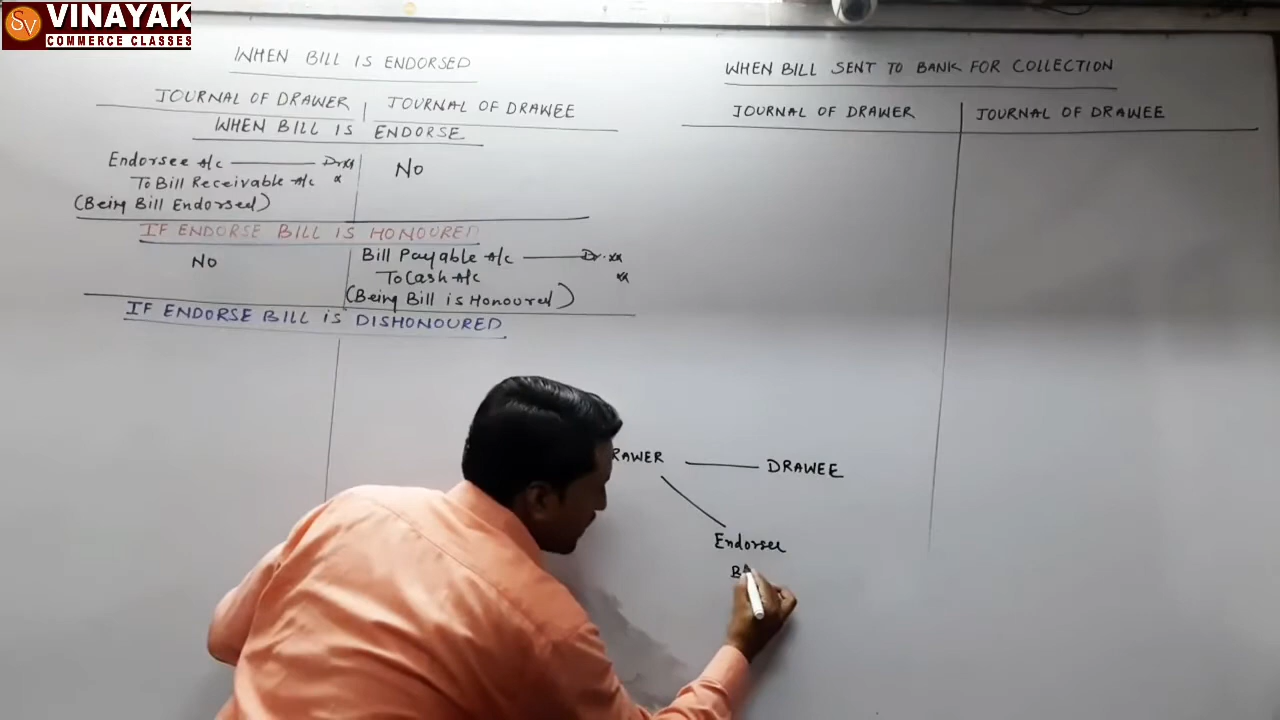 SV VINAYAK
COMMERCE CLASSES
WHEN BILL IS ENDORSED
JOURNAL OF DRAWER
JOURNAL OF DRAWEE
WHEN BILL IS ENDORSE
Endorsee A/c Dr xx
To Bill Receivable A/c x
(Being Bill Endorsed)
No
IF ENDORSE BILL IS HONOURED
No
Bill Payable A/c Dr. xx
To Cash A/c xx
(Being Bill is Honoured)
IF ENDORSE BILL IS DISHONOURED
WHEN BILL SENT TO BANK FOR COLLECTION
JOURNAL OF DRAWER
JOURNAL OF DRAWEE
RAWER
DRAWEE
Endorsee